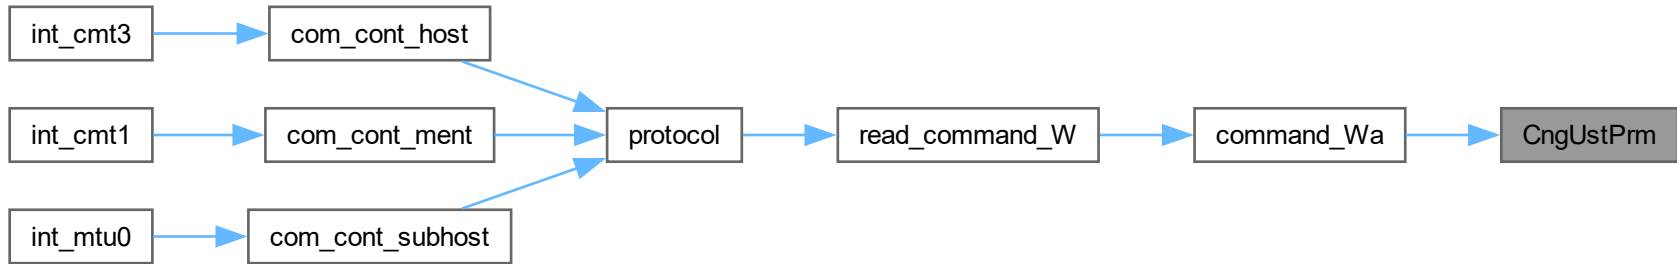 int_cmt3
com_cont_host
int_cmt1
com_cont_ment
protocol
read_command_W
command_Wa
CngUstPrm
int_mtu0
com_cont_subhost